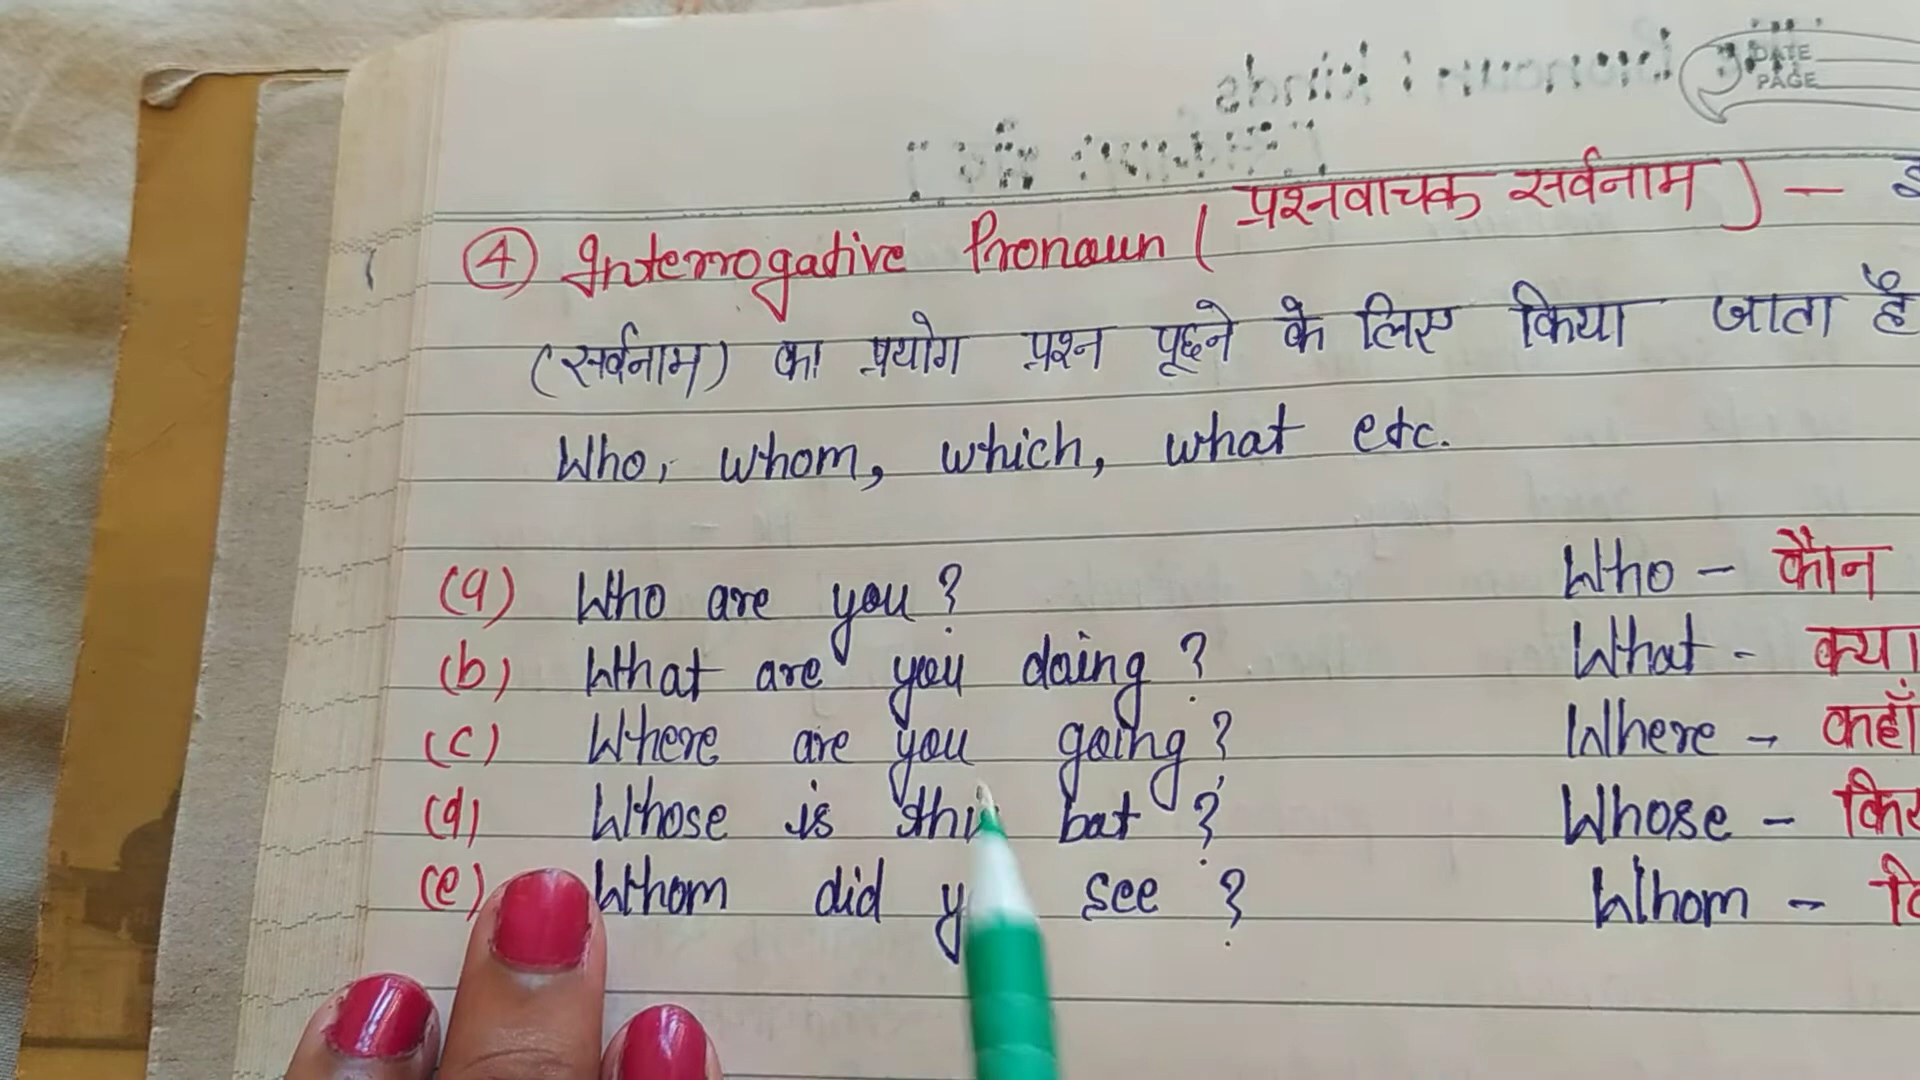 DATE
PAGE
④ Interrogative Pronoun ( प्रश्नवाचक सर्वनाम ) –
(सर्वनाम) का प्रयोग प्रश्न पूछने के लिए किया जाता है
Who, whom, which, what etc.
(a) Who are you ? Who – कौन
(b) What are you doing ? What - क्या
(c) Where are you going ? Where - कहाँ
(d) Whose is this bat ? Whose -
(e) Whom did see ? Whom -